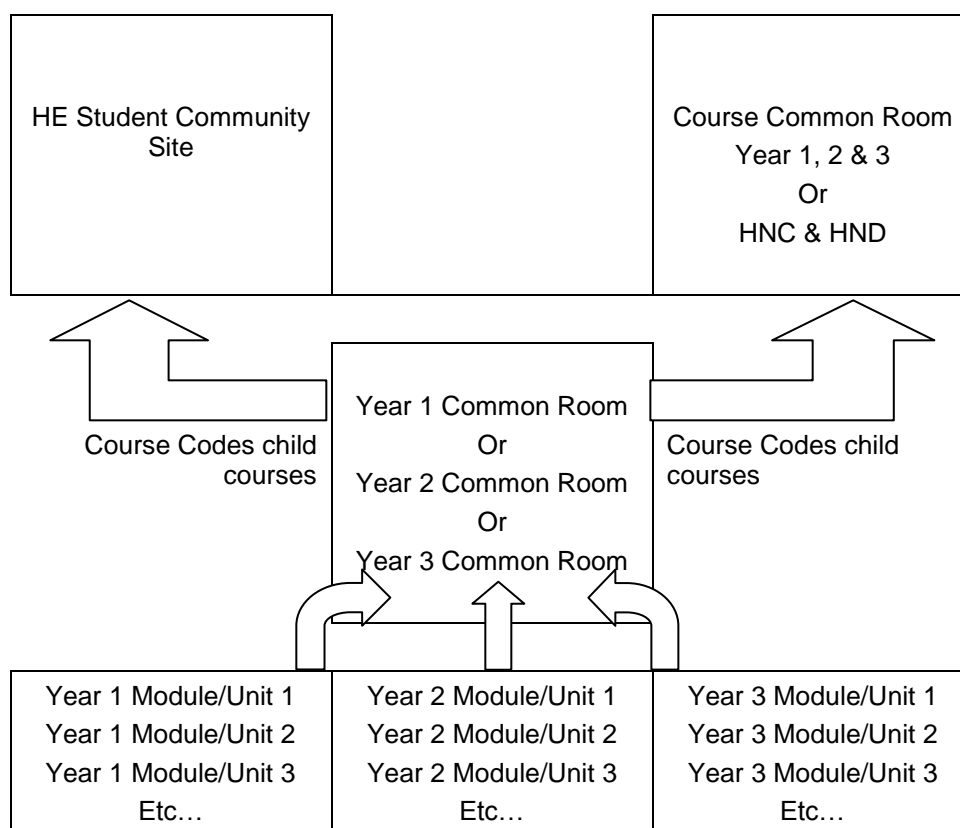 HE Student Community
Site
Course Common Room
Year 1, 2 & 3
Or
HNC & HND
Course Codes child
courses
Year 1 Common Room
Or
Year 2 Common Room
Or
Year 3 Common Room
Course Codes child
courses
Year 1 Module/Unit 1
Year 1 Module/Unit 2
Year 1 Module/Unit 3
Etc…
Year 2 Module/Unit 1
Year 2 Module/Unit 2
Year 2 Module/Unit 3
Etc…
Year 3 Module/Unit 1
Year 3 Module/Unit 2
Year 3 Module/Unit 3
Etc…